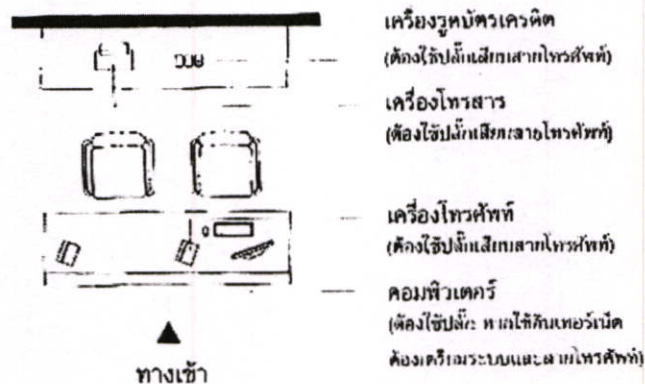 เครื่องรูดบัตรเครดิต
(ต้องใช้ปลั๊กเสียบสายโทรศัพท์)
เครื่องโทรสาร
(ต้องใช้ปลั๊กเสียบสายโทรศัพท์)
เครื่องโทรศัพท์
(ต้องใช้ปลั๊กเสียบสายโทรศัพท์)
คอมพิวเตอร์
(ต้องใช้ปลั๊ก หากใช้อินเทอร์เน็ต
ต้องเตรียมระบบและสายโทรศัพท์)
ทางเข้า